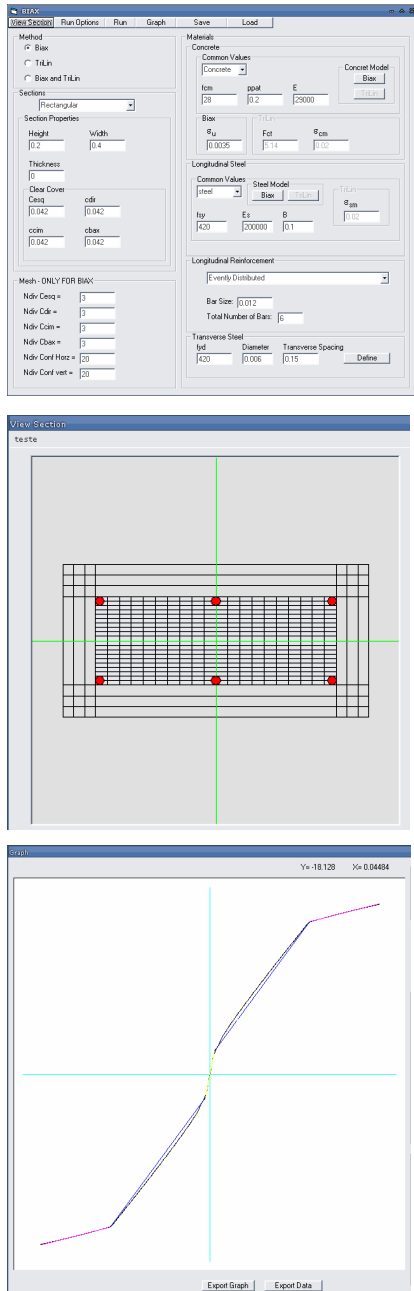 BIAX
View Section Run Options Run Graph Save Load
Method
Biax
TriLin
Biax and TriLin
Sections
Rectangular
Section Properties
Height Width
0.2 0.4
Thickness
0
Clear Cover
Cesq cdir
0.042 0.042
ccim cbax
0.042 0.042
Mesh - ONLY FOR BIAX
Ndiv Cesq = 3
Ndiv Cdir = 3
Ndiv Ccim = 3
Ndiv Cbax = 3
Ndiv Conf Horz = 20
Ndiv Conf vert = 20
Materials
Concrete
Common Values
Concrete
Concret Model
Biax
TriLin
fcm ppat E
28 0.2 29000
Biax
εu
0.0035
TriLin
Fct εcm
5.14 0.02
Longitudinal Steel
Common Values
steel
Steel Model
Biax TriLin
TriLin
εsm
0.02
fsy Es B
420 200000 0.1
Longitudinal Reinforcement
Evently Distributed
Bar Size: 0.012
Total Number of Bars: 6
Transverse Steel
fyd Diameter Transverse Spacing
420 0.006 0.15 Define
View Section
teste
Graph
Y= -18.128 X= 0.04484
Export Graph Export Data